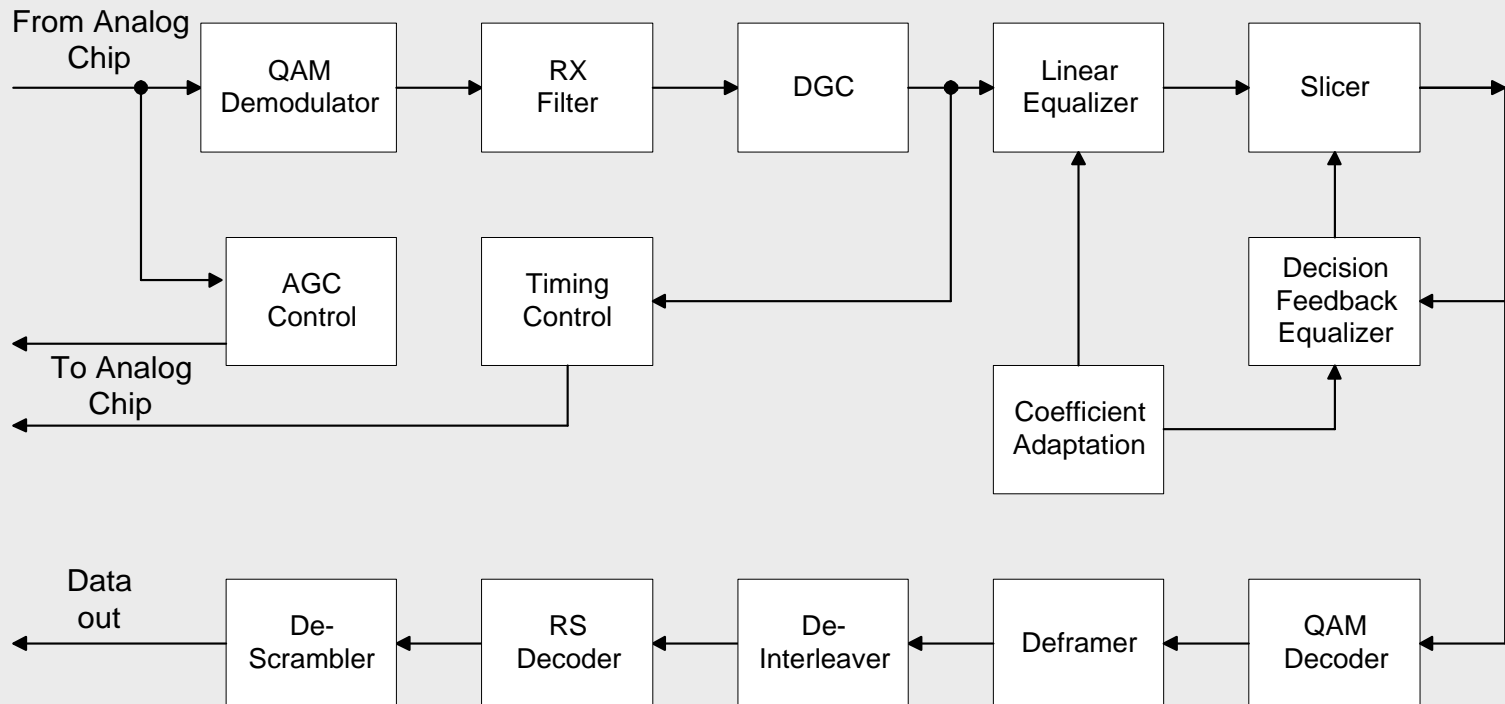 From Analog
Chip
QAM
Demodulator
RX
Filter
DGC
Linear
Equalizer
Slicer
AGC
Control
Timing
Control
Decision
Feedback
Equalizer
To Analog
Chip
Coefficient
Adaptation
Data
out
De-
Scrambler
RS
Decoder
De-
Interleaver
Deframer
QAM
Decoder